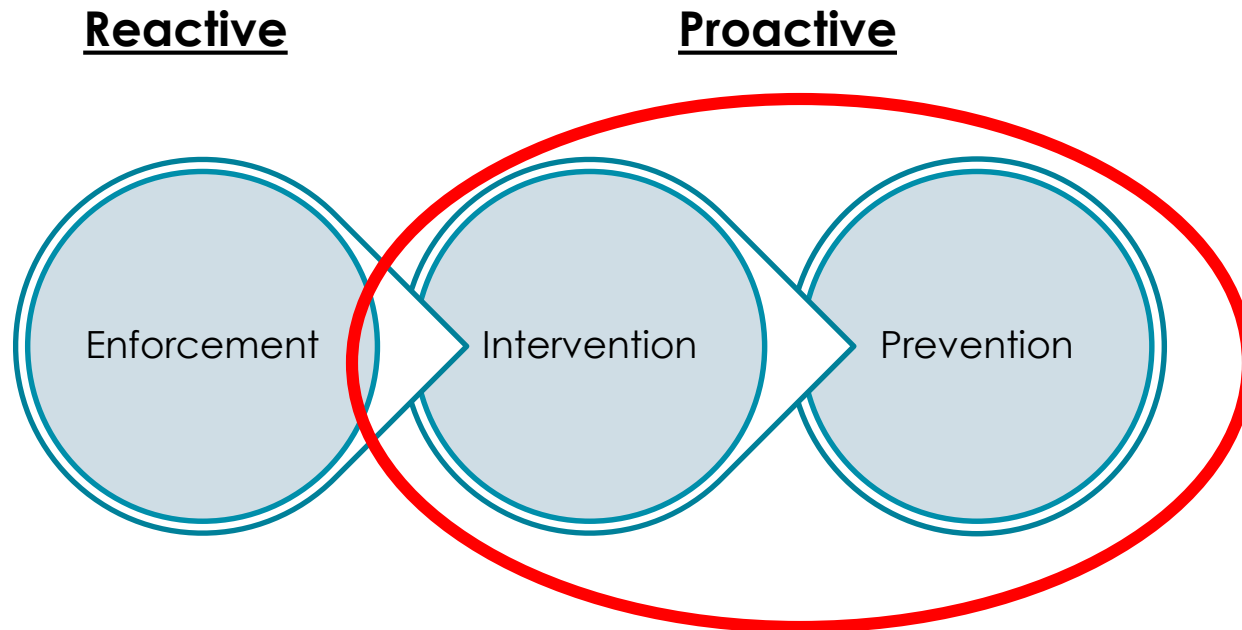 Reactive
Proactive
Enforcement
Intervention
Prevention